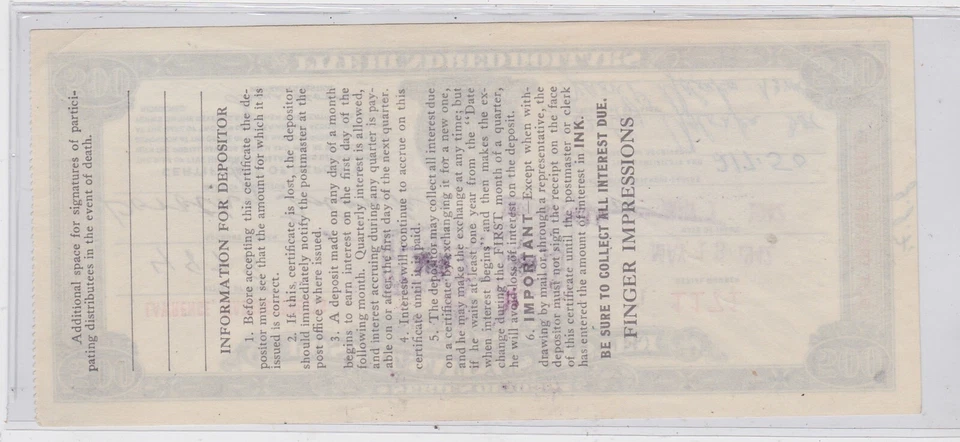 Additional space for signatures of partici-
pating distributees in the event of death.
INFORMATION FOR DEPOSITOR
1. Before accepting this certificate the de-
positor must see that the amount for which it is
issued is correct.
2. If this certificate is lost, the depositor
should immediately notify the postmaster at the
post office where issued.
3. A deposit made on any day of a month
begins to earn interest on the first day of the
following month. Quarterly interest is allowed,
and interest accruing during any quarter is pay-
able on or after the first day of the next quarter.
4. Interest will continue to accrue on this
certificate until it is paid.
5. The depositor may collect all interest due
on a certificate by exchanging it for a new one,
and he may make the exchange at any time; but
if he waits at least one year from the "Date
when interest begins" and then makes the ex-
change during the FIRST month of a quarter,
he will avoid loss of interest on the deposit.
6. IMPORTANT. Except when with-
drawing by mail or through a representative, the
depositor must not sign the receipt on the face
of this certificate until the postmaster or clerk
has entered the amount of interest in INK.
BE SURE TO COLLECT ALL INTEREST DUE.
FINGER IMPRESSIONS